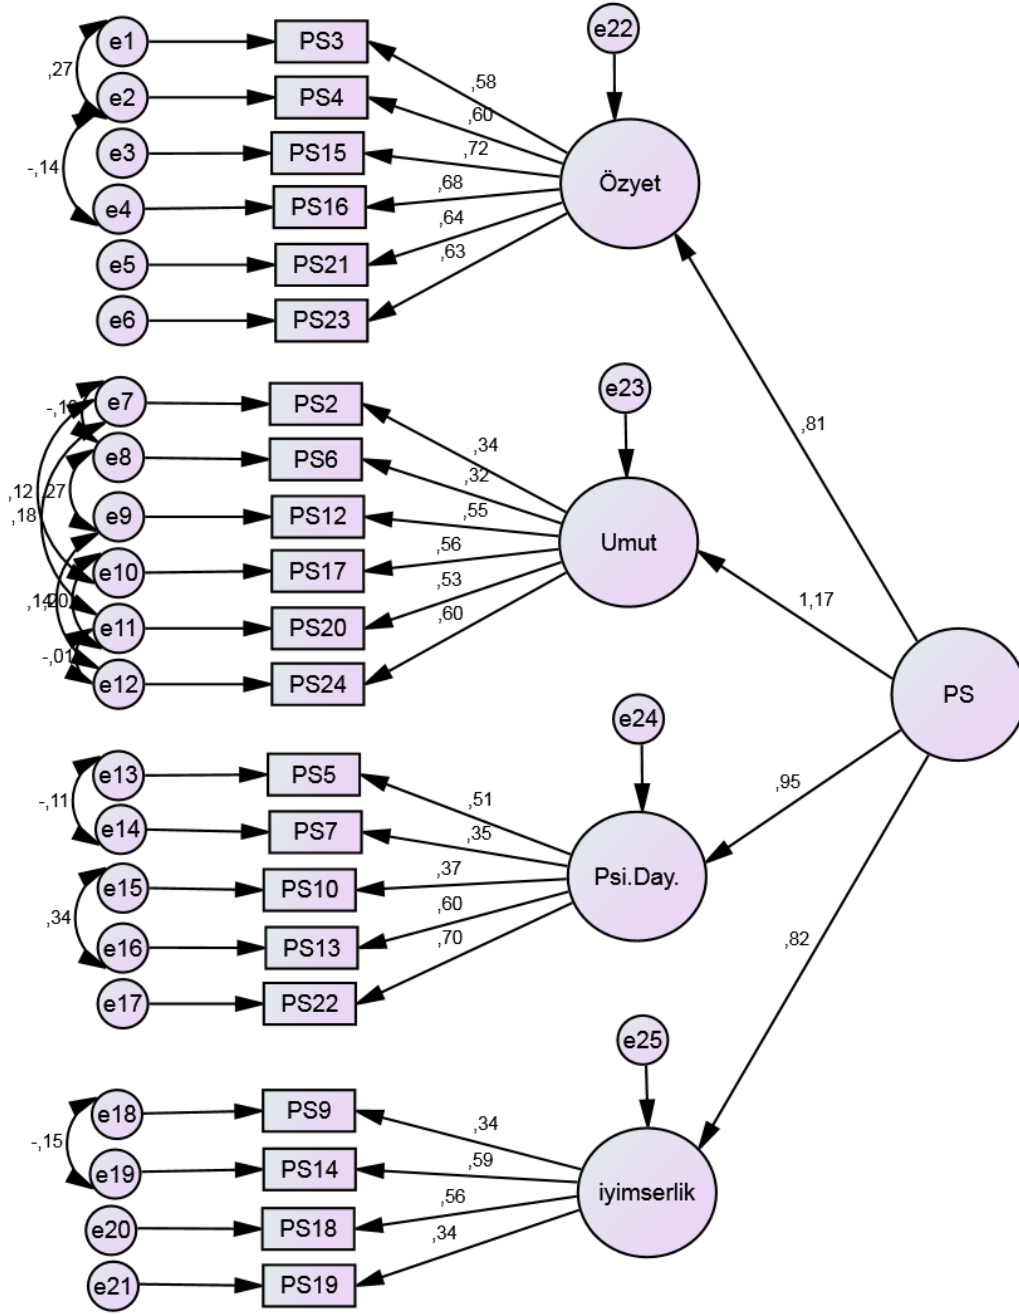 e1
PS3
e22
,27
,58
e2
PS4
,60
e3
PS15
,72
Özyet
-,14
e4
PS16
,68
,64
e5
PS21
,63
e6
PS23
e7
PS2
e23
,34
e8
PS6
,32
,81
,12
,27
,18
e9
PS12
,55
Umut
e10
PS17
,56
,53
,14
,20
e11
PS20
,60
1,17
-,01
e12
PS24
PS
e24
e13
PS5
,51
,95
-,11
e14
PS7
,35
e15
PS10
,37
Psi.Day.
,34
e16
PS13
,60
,70
e17
PS22
,82
e25
e18
PS9
,34
-,15
e19
PS14
,59
iyimserlik
e20
PS18
,56
,34
e21
PS19